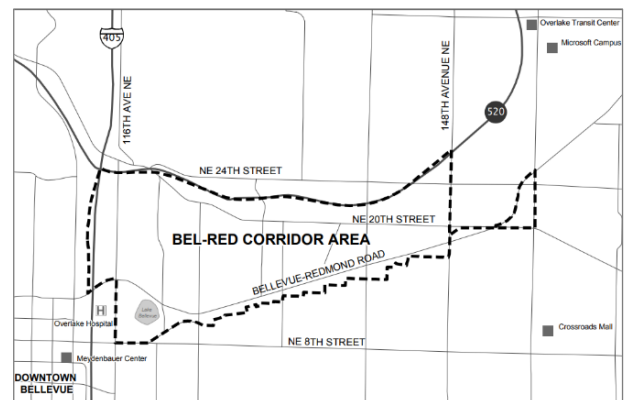 Overlake Transit Center
Microsoft Campus
405
116TH AVE NE
148TH AVENUE NE
520
NE 24TH STREET
NE 20TH STREET
BEL-RED CORRIDOR AREA
BELLEVUE-REDMOND ROAD
H
Lake
Bellevue
Overlake Hospital
Crossroads Mall
NE 8TH STREET
Meydenbauer Center
DOWNTOWN
BELLEVUE